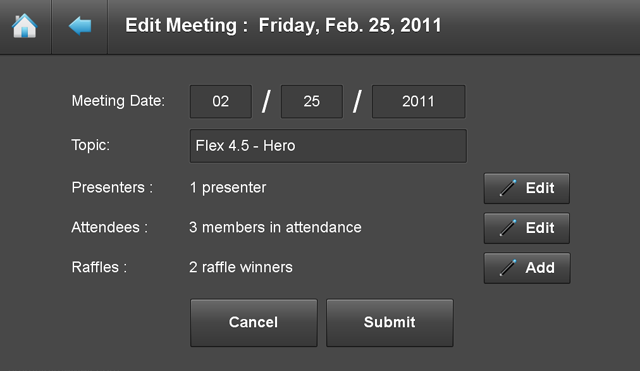 Edit Meeting :  Friday, Feb. 25, 2011
Meeting Date: 02 / 25 / 2011
Topic: Flex 4.5 - Hero
Presenters : 1 presenter Edit
Attendees : 3 members in attendance Edit
Raffles : 2 raffle winners Add
Cancel Submit